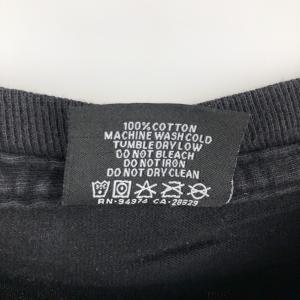 100% COTTON
MACHINE WASH COLD
TUMBLE DRY LOW
DO NOT BLEACH
DO NOT IRON
DO NOT DRY CLEAN
RN-94974 CA-28929